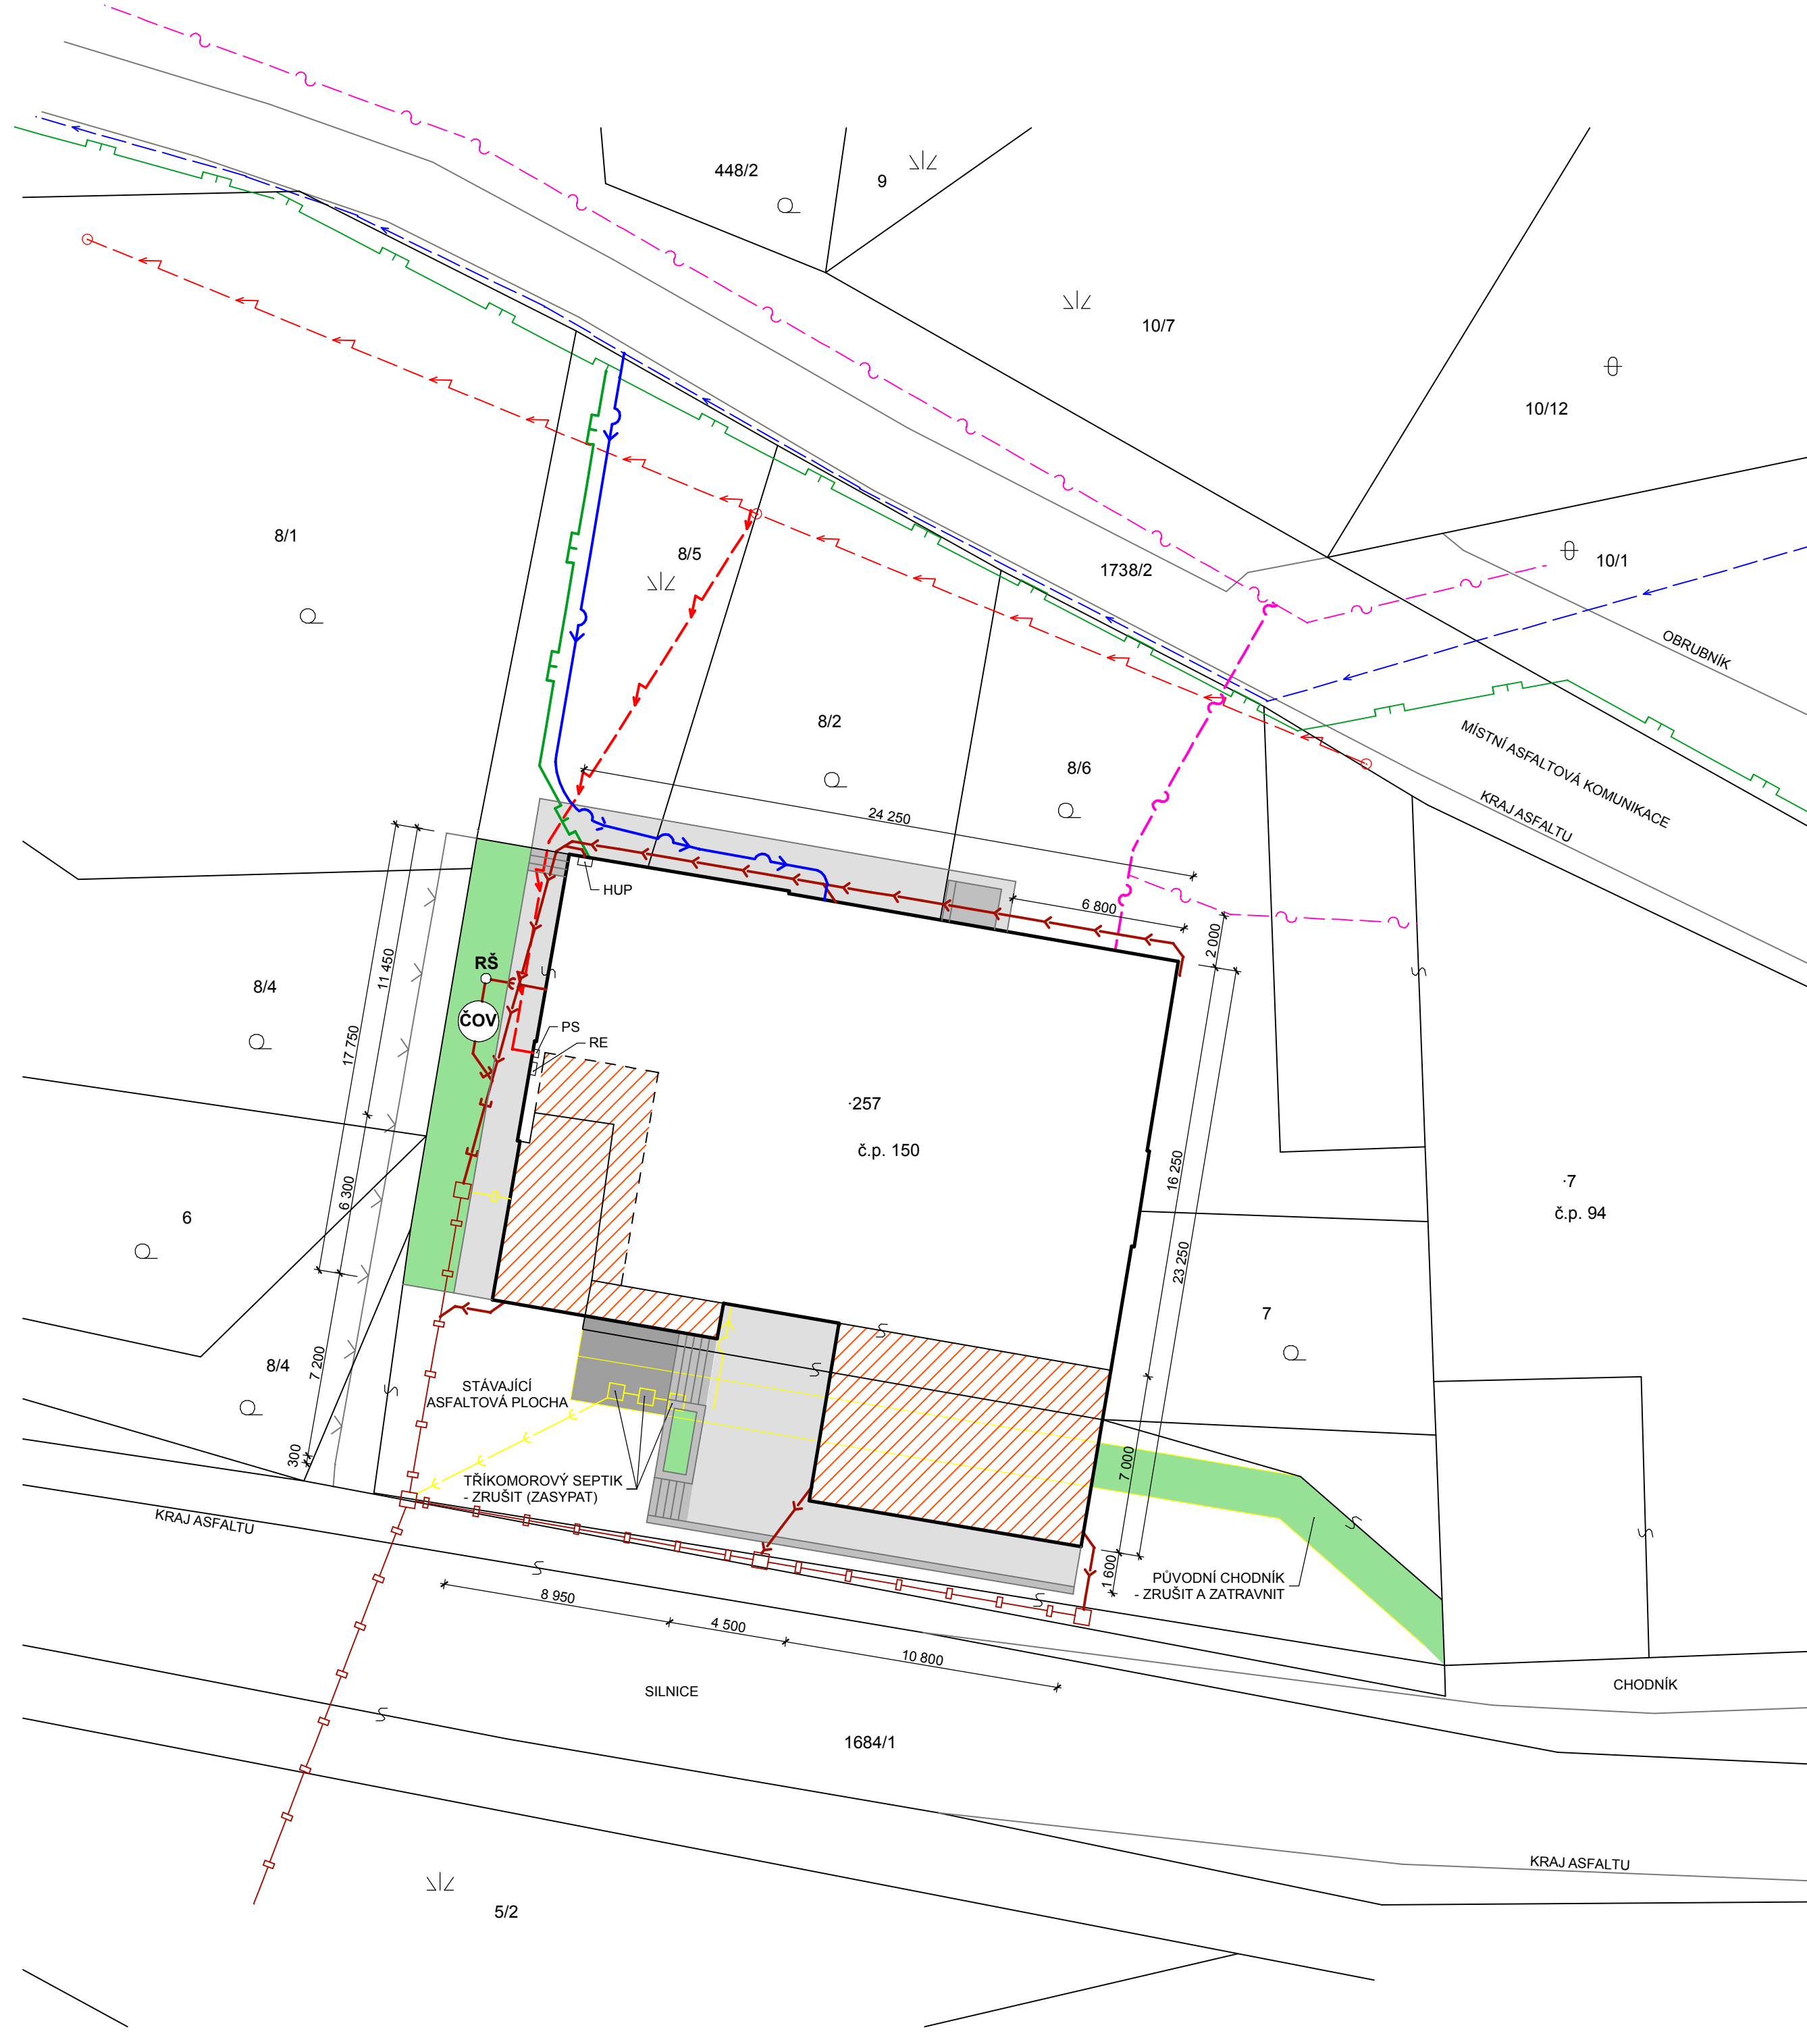 448/2
9
10/7
10/12
8/1
8/5
1738/2
10/1
OBRUBNÍK
8/2
8/6
MÍSTNÍ ASFALTOVÁ KOMUNIKACE
KRAJ ASFALTU
24 250
HUP
6 800
2 000
RŠ
11 450
8/4
ČOV
PS
RE
17 750
·257
č.p. 150
16 250
·7
č.p. 94
6 300
6
23 250
7
8/4
7 200
STÁVAJÍCÍ
ASFALTOVÁ PLOCHA
300
TŘÍKOMOROVÝ SEPTIK
- ZRUŠIT (ZASYPAT)
7 000
KRAJ ASFALTU
1 600
PŮVODNÍ CHODNÍK
- ZRUŠIT A ZATRAVNIT
8 950
4 500
10 800
SILNICE
CHODNÍK
1684/1
KRAJ ASFALTU
5/2